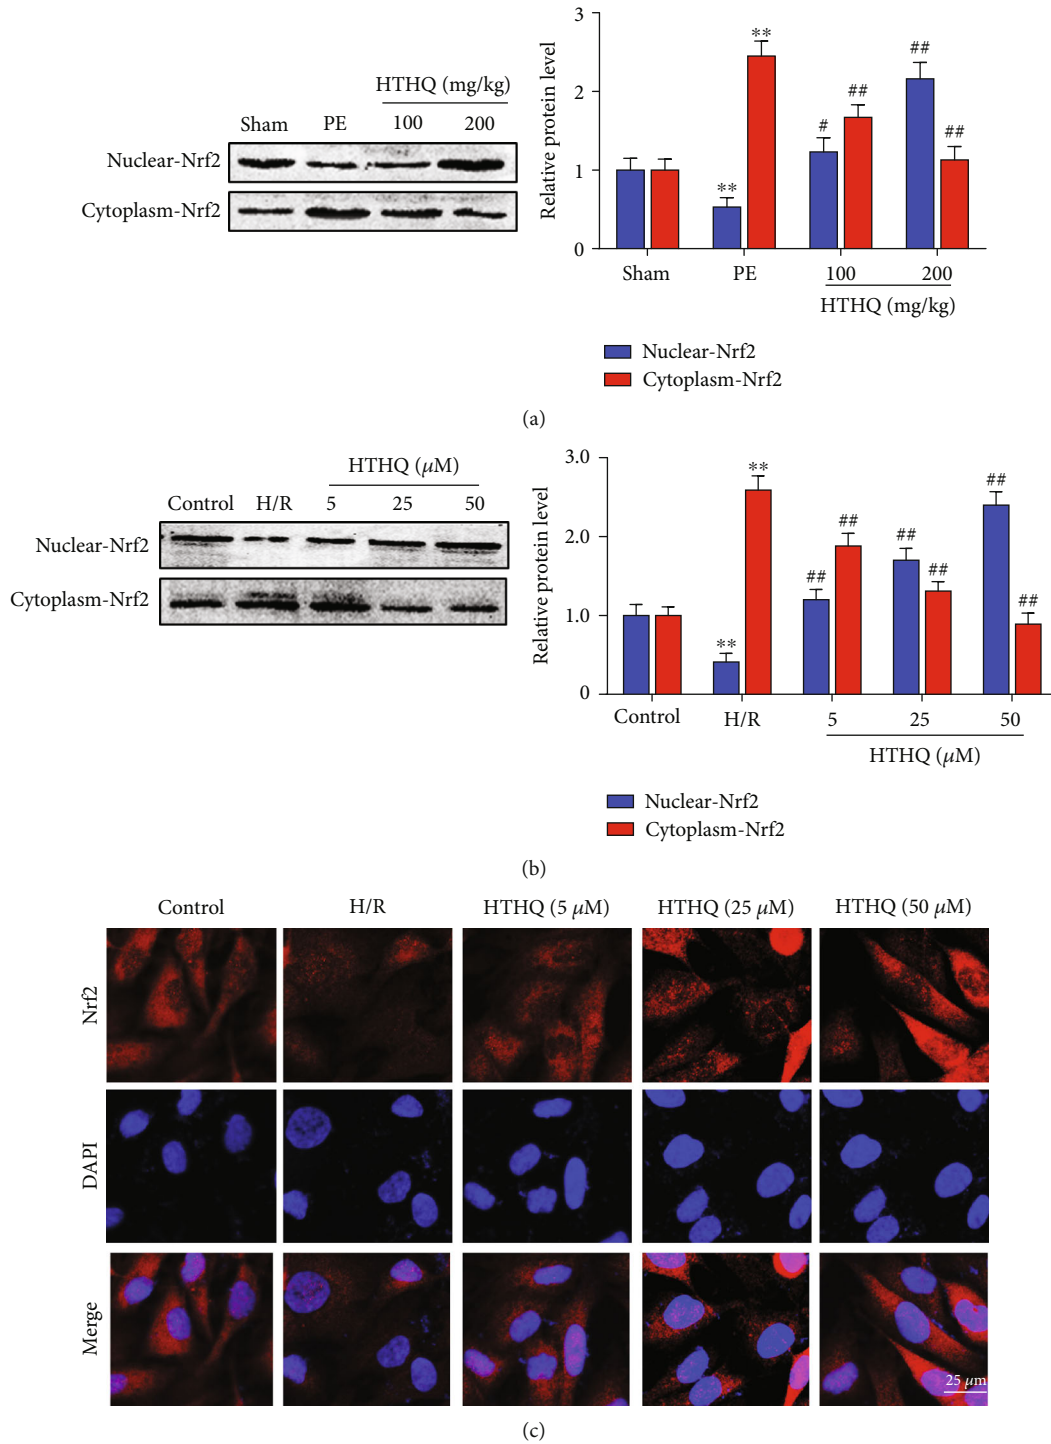 HTHQ (mg/kg)
Sham PE 100 200
Nuclear-Nrf2
Cytoplasm-Nrf2
Relative protein level
3
2
1
0
** ** # ## ## ##
Sham PE 100 200
HTHQ (mg/kg)
Nuclear-Nrf2
Cytoplasm-Nrf2
(a)
HTHQ (μM)
Control H/R 5 25 50
Nuclear-Nrf2
Cytoplasm-Nrf2
Relative protein level
3.0
2.0
1.0
0
** ** ## ## ## ## ## ##
Control H/R 5 25 50
HTHQ (μM)
Nuclear-Nrf2
Cytoplasm-Nrf2
(b)
Control H/R HTHQ (5 μM) HTHQ (25 μM) HTHQ (50 μM)
Nrf2
DAPI
Merge
25 μm
(c)